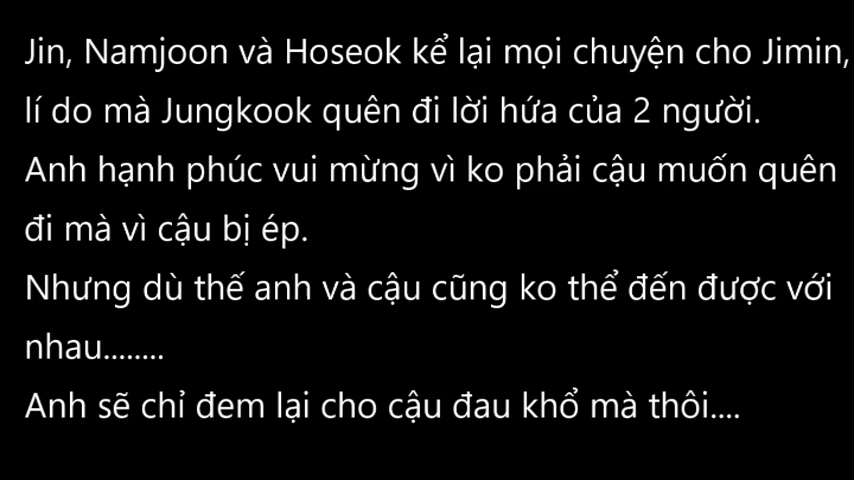 Jin, Namjoon và Hoseok kể lại mọi chuyện cho Jimin,
lí do mà Jungkook quên đi lời hứa của 2 người.
Anh hạnh phúc vui mừng vì ko phải cậu muốn quên
đi mà vì cậu bị ép.
Nhưng dù thế anh và cậu cũng ko thể đến được với
nhau........
Anh sẽ chỉ đem lại cho cậu đau khổ mà thôi....